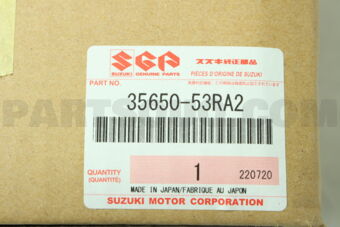 SGP
スズキ純正部品
SUZUKI GENUINE PARTS
PIÈCES D'ORIGINE DE SUZUKI
PART NO.
35650-53RA2
QUANTITY
(QUANTITÉ)
1
220720
MADE IN JAPAN/FABRIQUE AU JAPON
SUZUKI MOTOR CORPORATION